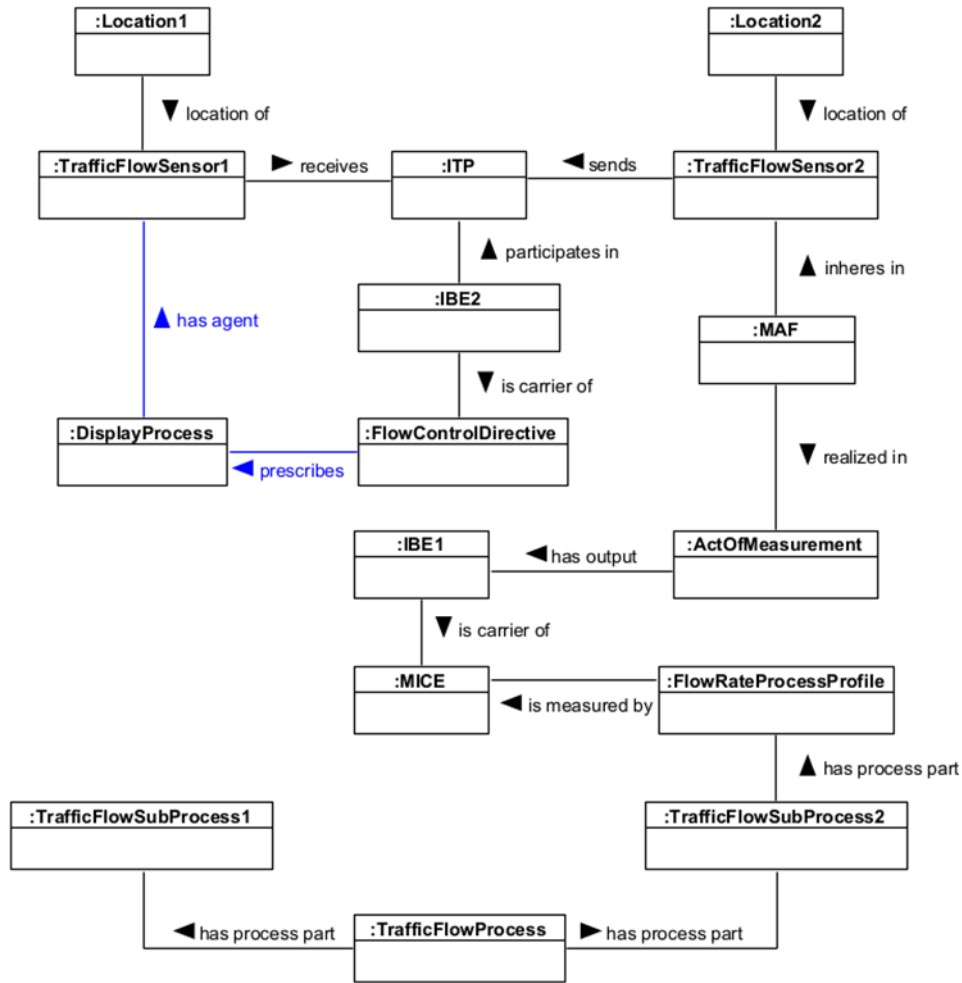 :Location1
:Location2
location of
location of
:TrafficFlowSensor1
receives
:ITP
sends
:TrafficFlowSensor2
participates in
inheres in
:IBE2
:MAF
has agent
is carrier of
:DisplayProcess
:FlowControlDirective
prescribes
realized in
:IBE1
has output
:ActOfMeasurement
is carrier of
:MICE
:FlowRateProcessProfile
is measured by
has process part
:TrafficFlowSubProcess1
:TrafficFlowSubProcess2
has process part
:TrafficFlowProcess
has process part